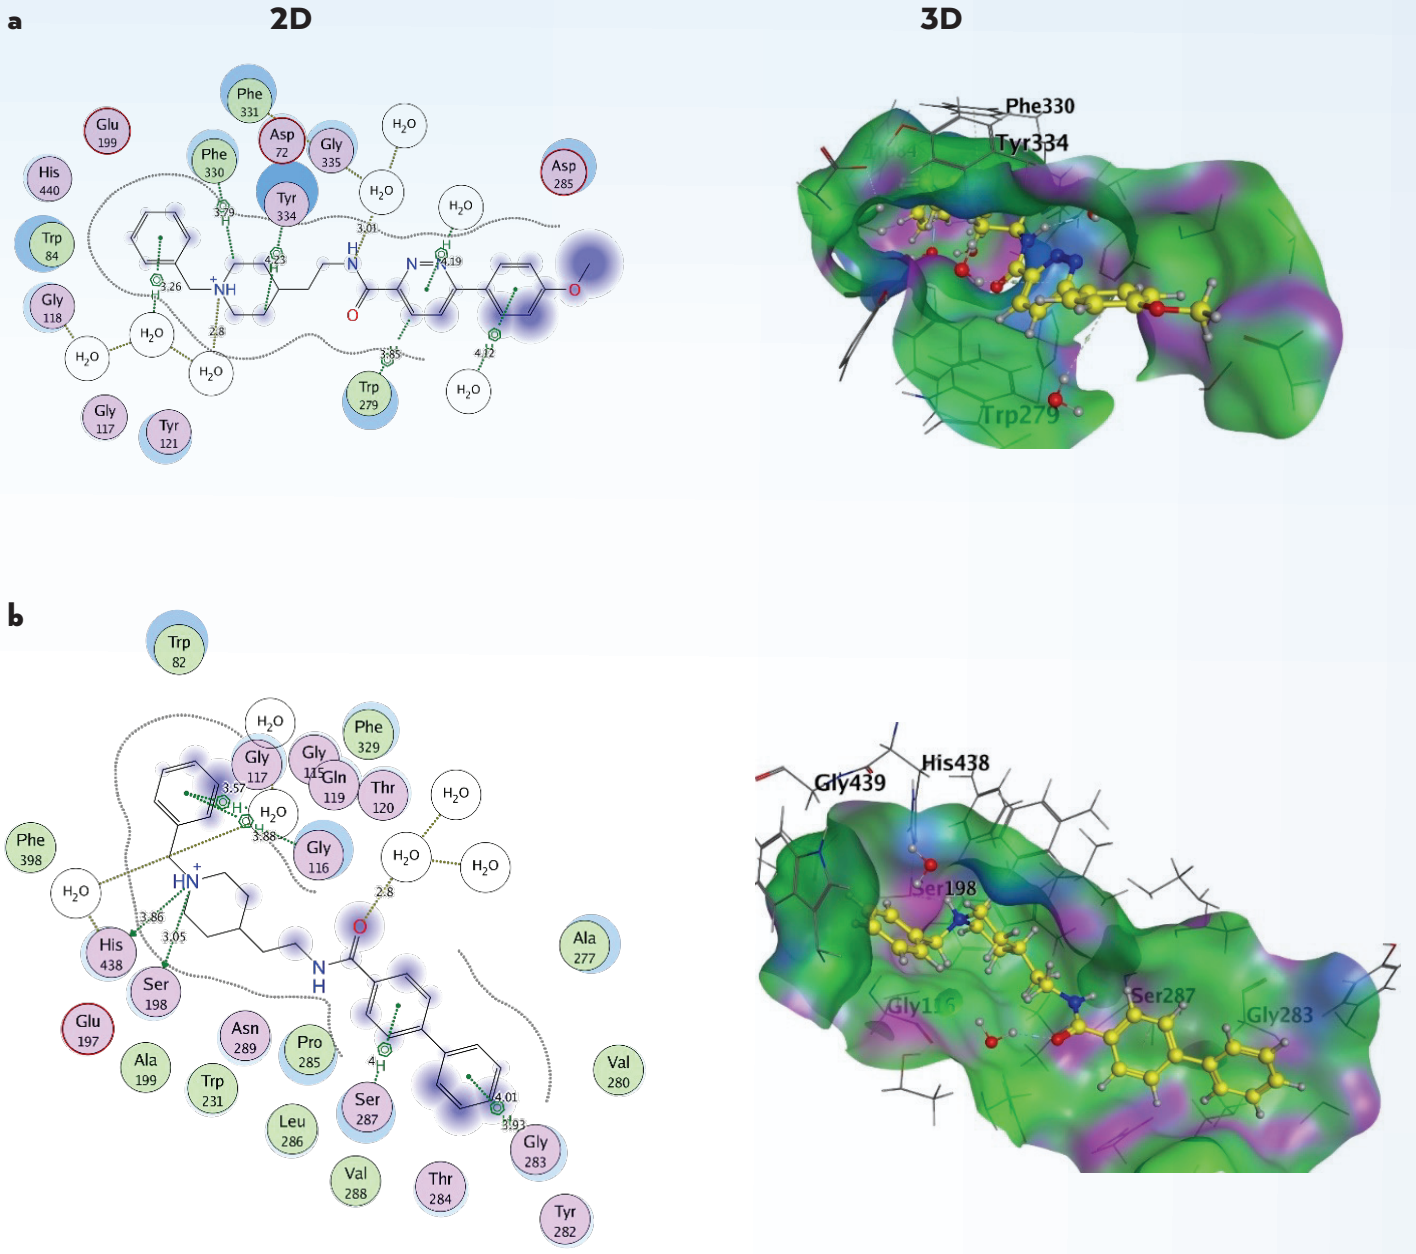 a
2D
3D
Phe
331
Glu
199
Asp
72
Gly
335
H2O
Phe
330
Asp
285
His
440
H2O
Tyr
334
H2O
3.79
H
3.01
Trp
84
H
4.19
4.23
H
N
H
N
+
NH
3.26
H
O
O
Gly
118
2.8
H2O
H2O
H2O
3.85
4.12
H
Trp
279
H2O
Gly
117
Tyr
121
Phe330
Tyr334
Trp279
b
Trp
82
H2O
Phe
329
Gly
117
Gly
115
Gln
119
Thr
120
H2O
3.57
H
H2O
H
3.88
Phe
398
Gly
116
H2O
H2O
H2O
+
HN
2.8
3.86
3.05
O
His
438
Ala
277
N
H
Ser
198
Glu
197
Asn
289
Pro
285
Ala
199
Trp
231
4
H
Val
280
Ser
287
4.01
H
3.93
Leu
286
Gly
283
Val
288
Thr
284
Tyr
282
His438
Gly439
Ser198
Gly116
Ser287
Gly283